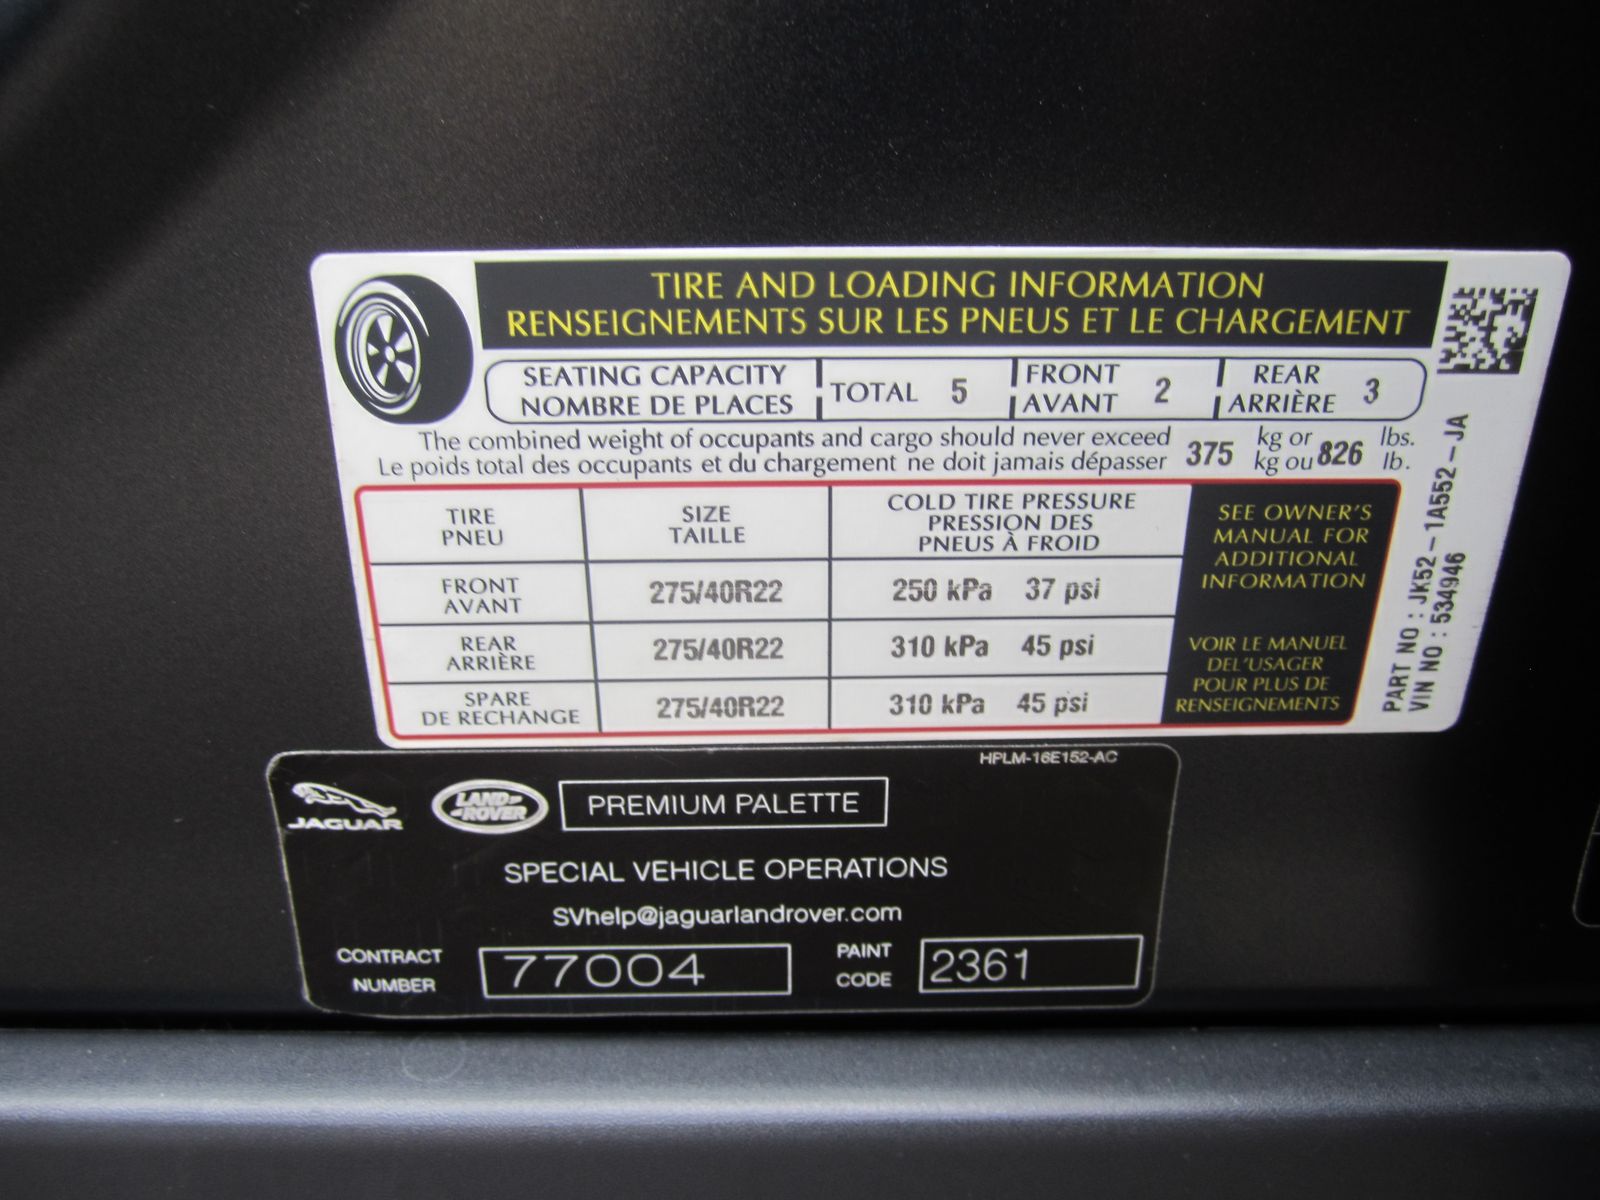 TIRE AND LOADING INFORMATION
RENSEIGNEMENTS SUR LES PNEUS ET LE CHARGEMENT
SEATING CAPACITY TOTAL 5 FRONT 2 REAR 3
NOMBRE DE PLACES AVANT ARRIÈRE
The combined weight of occupants and cargo should never exceed 375 kg or 826 lbs.
Le poids total des occupants et du chargement ne doit jamais dépasser kg ou lb.
TIRE SIZE COLD TIRE PRESSURE
PNEU TAILLE PRESSION DES
PNEUS À FROID
FRONT 275/40R22 250 kPa 37 psi
AVANT
REAR 275/40R22 310 kPa 45 psi
ARRIÈRE
SPARE 275/40R22 310 kPa 45 psi
DE RECHANGE
SEE OWNER'S
MANUAL FOR
ADDITIONAL
INFORMATION
VOIR LE MANUEL
DEL'USAGER
POUR PLUS DE
RENSEIGNEMENTS
PART NO : JK52-1A552-JA
VIN NO : 534946
HPLM-16E152-AC
JAGUAR LAND ROVER PREMIUM PALETTE
SPECIAL VEHICLE OPERATIONS
SVhelp@jaguarlandrover.com
CONTRACT NUMBER 77004 PAINT CODE 2361